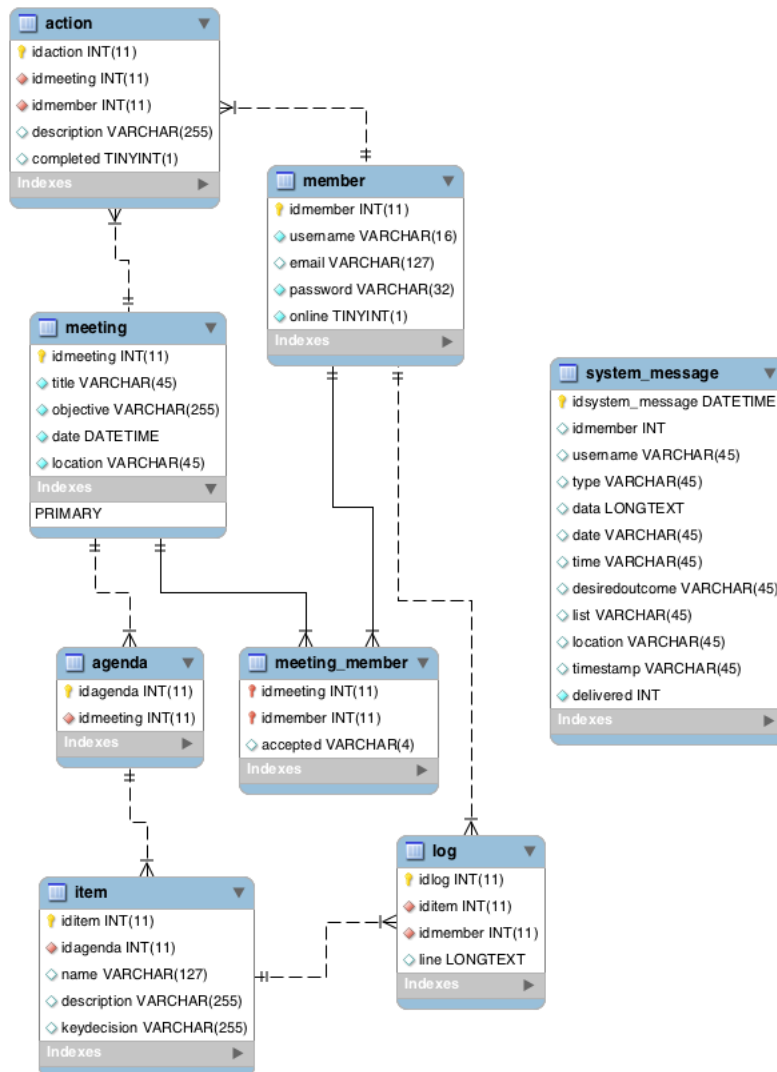 action
idaction INT(11)
idmeeting INT(11)
idmember INT(11)
description VARCHAR(255)
completed TINYINT(1)
Indexes
member
idmember INT(11)
username VARCHAR(16)
email VARCHAR(127)
password VARCHAR(32)
online TINYINT(1)
Indexes
meeting
idmeeting INT(11)
title VARCHAR(45)
objective VARCHAR(255)
date DATETIME
location VARCHAR(45)
Indexes
PRIMARY
system_message
idsystem_message DATETIME
idmember INT
username VARCHAR(45)
type VARCHAR(45)
data LONGTEXT
date VARCHAR(45)
time VARCHAR(45)
desiredoutcome VARCHAR(45)
list VARCHAR(45)
location VARCHAR(45)
timestamp VARCHAR(45)
delivered INT
Indexes
agenda
idagenda INT(11)
idmeeting INT(11)
Indexes
meeting_member
idmeeting INT(11)
idmember INT(11)
accepted VARCHAR(4)
Indexes
log
idlog INT(11)
iditem INT(11)
idmember INT(11)
line LONGTEXT
Indexes
item
iditem INT(11)
idagenda INT(11)
name VARCHAR(127)
description VARCHAR(255)
keydecision VARCHAR(255)
Indexes